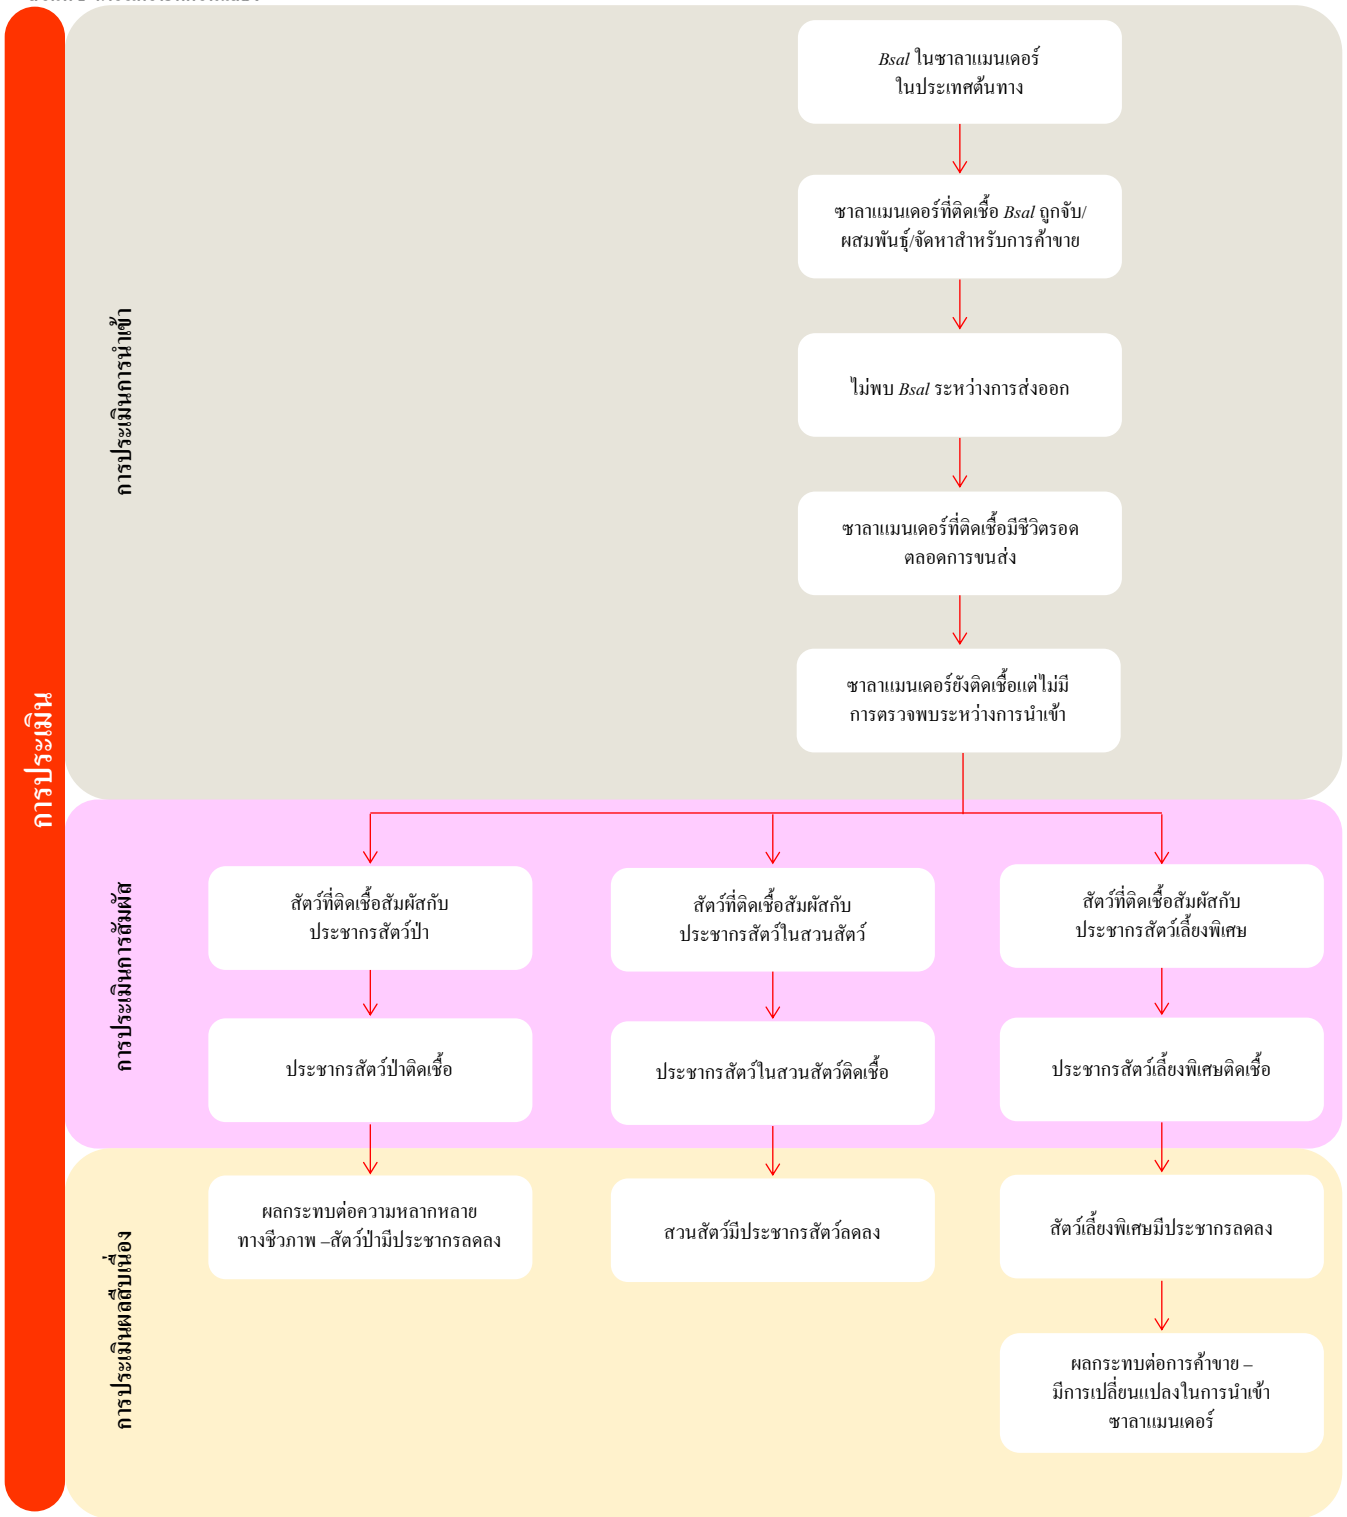 การประเมิน
การประเมินการนำเข้า
Bsal ในซาลาแมนเดอร์
ในประเทศต้นทาง
ซาลาแมนเดอร์ที่ติดเชื้อ Bsal ถูกจับ/
ผสมพันธุ์/จัดหาสำหรับการค้าขาย
ไม่พบ Bsal ระหว่างการส่งออก
ซาลาแมนเดอร์ที่ติดเชื้อมีชีวิตรอด
ตลอดการขนส่ง
ซาลาแมนเดอร์ยังติดเชื้อแต่ไม่มี
การตรวจพบระหว่างการนำเข้า
การประเมินการสัมผัส
สัตว์ที่ติดเชื้อสัมผัสกับ
ประชากรสัตว์ป่า
สัตว์ที่ติดเชื้อสัมผัสกับ
ประชากรสัตว์ในสวนสัตว์
สัตว์ที่ติดเชื้อสัมผัสกับ
ประชากรสัตว์เลี้ยงพิเศษ
ประชากรสัตว์ป่าติดเชื้อ
ประชากรสัตว์ในสวนสัตว์ติดเชื้อ
ประชากรสัตว์เลี้ยงพิเศษติดเชื้อ
การประเมินผลสืบเนื่อง
ผลกระทบต่อความหลากหลาย
ทางชีวภาพ –สัตว์ป่ามีประชากรลดลง
สวนสัตว์มีประชากรสัตว์ลดลง
สัตว์เลี้ยงพิเศษมีประชากรลดลง
ผลกระทบต่อการค้าขาย –
มีการเปลี่ยนแปลงในการนำเข้า
ซาลาแมนเดอร์